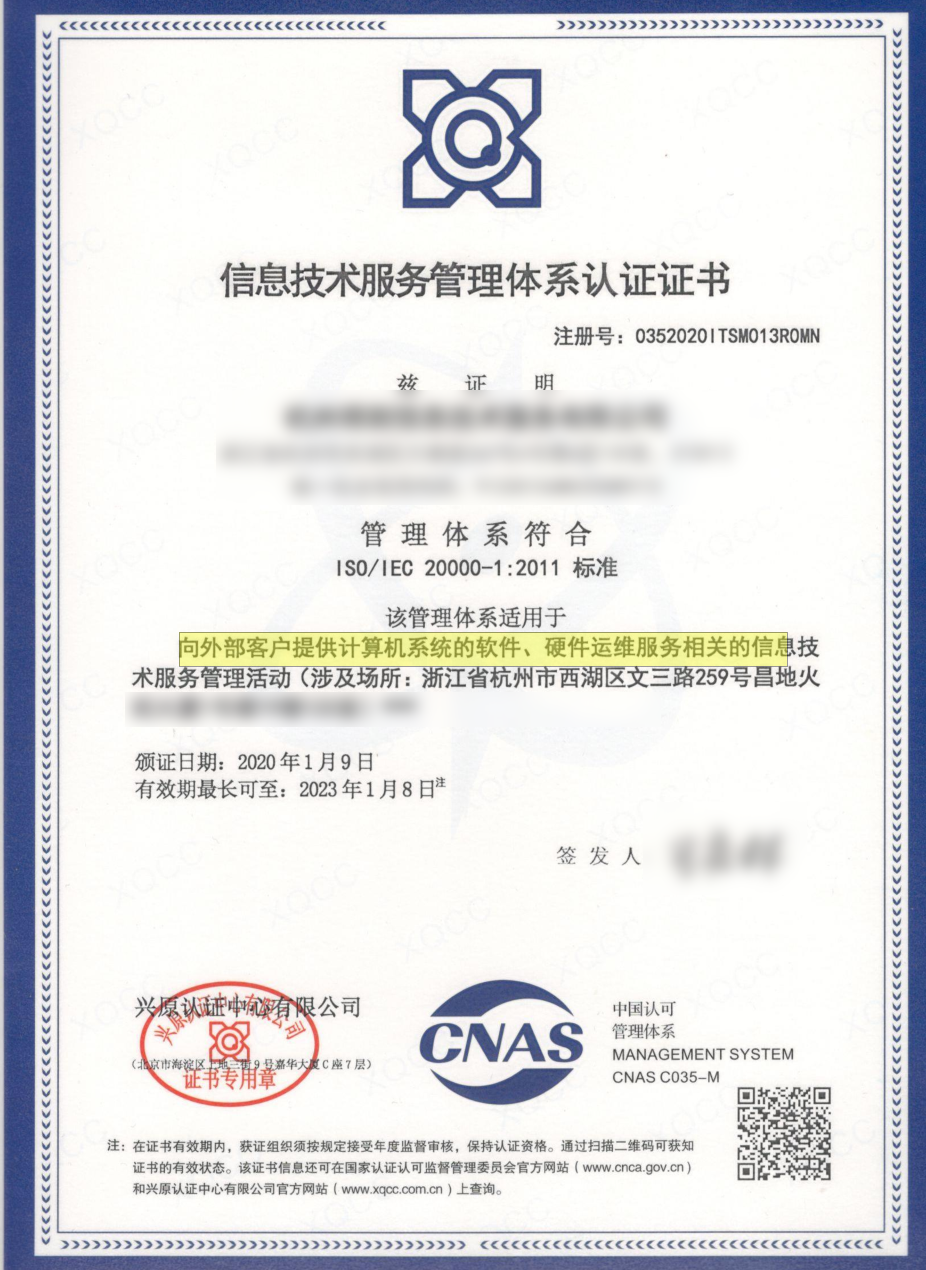 信息技术服务管理体系认证证书
注册号：0352020ITSM013R0MN
兹 证 明
管理体系符合
ISO/IEC 20000-1:2011 标准
该管理体系适用于
向外部客户提供计算机系统的软件、硬件运维服务相关的信息技
术服务管理活动（涉及场所：浙江省杭州市西湖区文三路259号昌地火
颁证日期：2020年1月9日
有效期最长可至：2023年1月8日注
签 发 人
兴原认证中心有限公司
兴原认证中心有限公司
（北京市海淀区上地三街9号嘉华大厦C座7层）
证书专用章
CNAS
中国认可
管理体系
MANAGEMENT SYSTEM
CNAS C035-M
注：在证书有效期内，获证组织须按规定接受年度监督审核，保持认证资格。通过扫描二维码可获知
证书的有效状态。该证书信息还可在国家认证认可监督管理委员会官方网站（www.cnca.gov.cn）
和兴原认证中心有限公司官方网站（www.xqcc.com.cn）上查询。